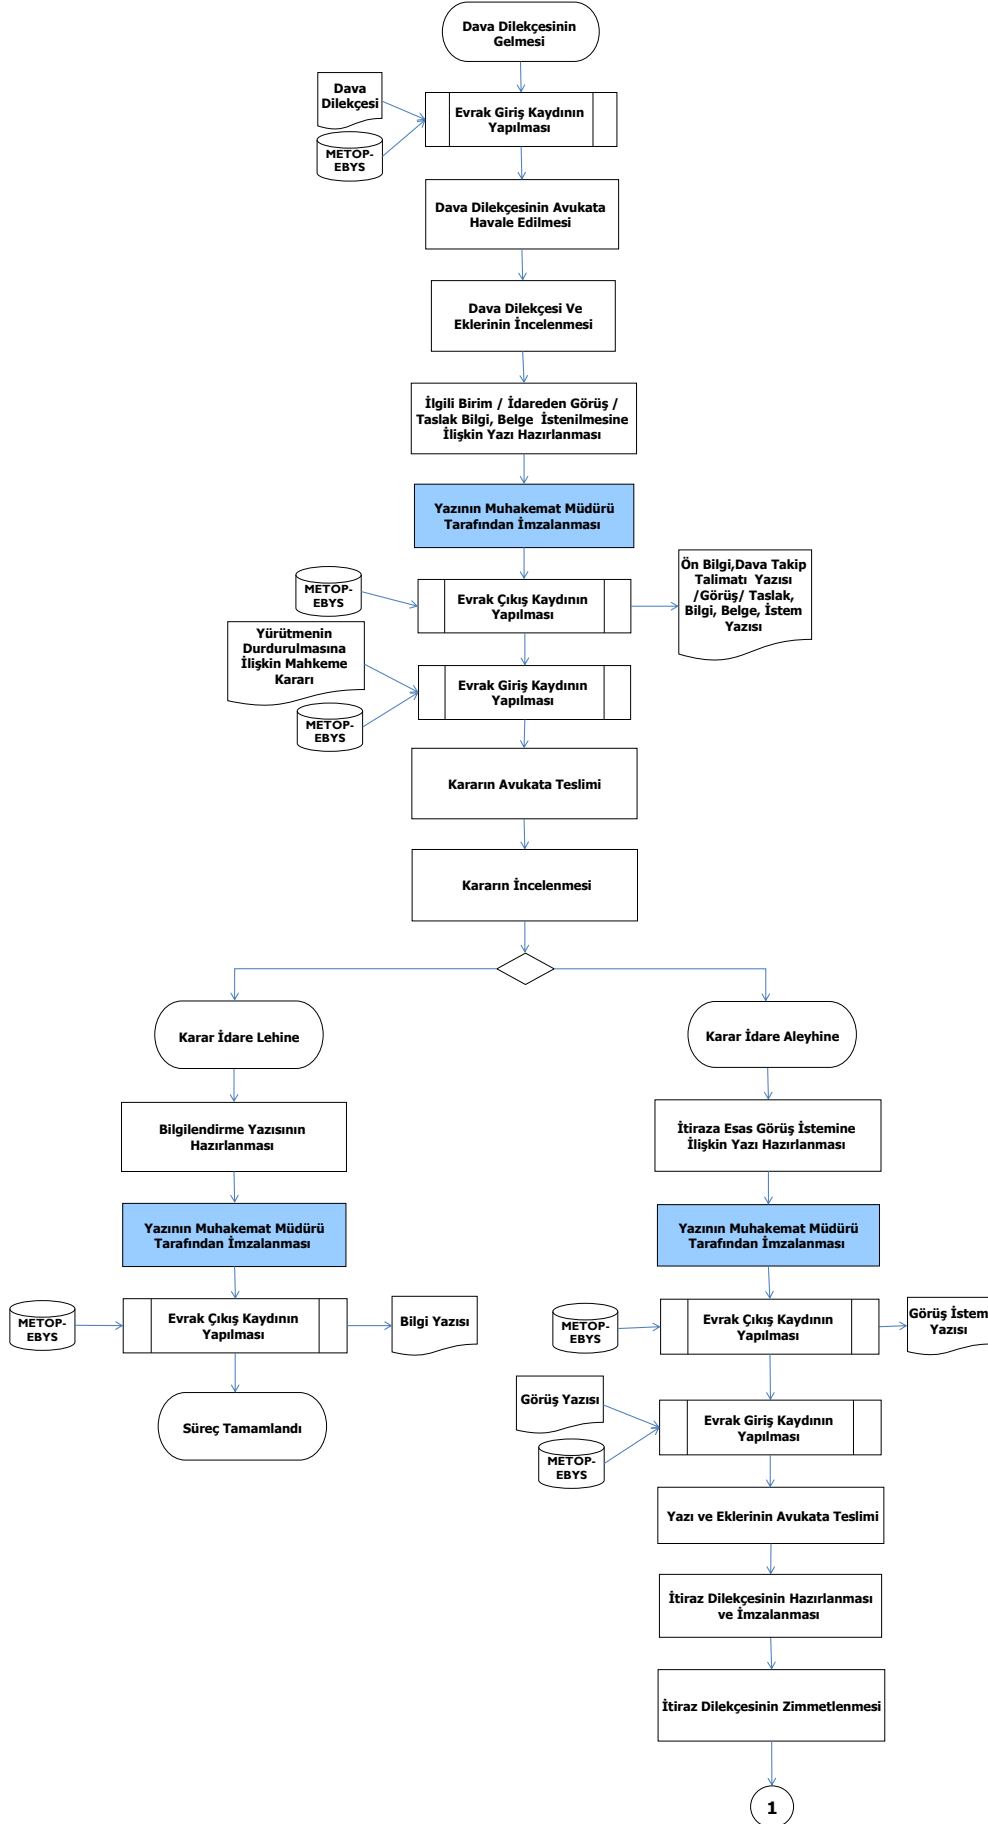 Dava Dilekçesinin
Gelmesi
Dava
Dilekçesi
METOP-
EBYS
Evrak Giriş Kaydının
Yapılması
Dava Dilekçesinin Avukata
Havale Edilmesi
Dava Dilekçesi Ve
Eklerinin İncelenmesi
İlgili Birim / İdareden Görüş /
Taslak Bilgi, Belge İstenilmesine
İlişkin Yazı Hazırlanması
Yazının Muhakemat Müdürü
Tarafından İmzalanması
METOP-
EBYS
Evrak Çıkış Kaydının
Yapılması
Ön Bilgi,Dava Takip
Talimatı Yazısı
/Görüş/ Taslak,
Bilgi, Belge, İstem
Yazısı
Yürütmenin
Durdurulmasına
İlişkin Mahkeme
Kararı
METOP-
EBYS
Evrak Giriş Kaydının
Yapılması
Kararın Avukata Teslimi
Kararın İncelenmesi
Karar İdare Lehine
Bilgilendirme Yazısının
Hazırlanması
Yazının Muhakemat Müdürü
Tarafından İmzalanması
METOP-
EBYS
Evrak Çıkış Kaydının
Yapılması
Bilgi Yazısı
Süreç Tamamlandı
Karar İdare Aleyhine
İtiraza Esas Görüş İstemine
İlişkin Yazı Hazırlanması
Yazının Muhakemat Müdürü
Tarafından İmzalanması
METOP-
EBYS
Evrak Çıkış Kaydının
Yapılması
Görüş İstem
Yazısı
Görüş Yazısı
METOP-
EBYS
Evrak Giriş Kaydının
Yapılması
Yazı ve Eklerinin Avukata Teslimi
İtiraz Dilekçesinin Hazırlanması
ve İmzalanması
İtiraz Dilekçesinin Zimmetlenmesi
1